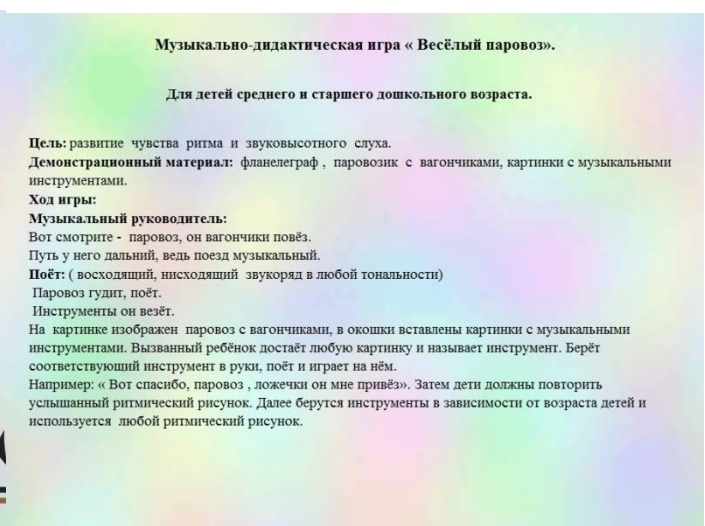 Музыкально-дидактическая игра « Весёлый паровоз».
Для детей среднего и старшего дошкольного возраста.
Цель: развитие чувства ритма и звуковысотного слуха.
Демонстрационный материал: фланелеграф , паровозик с вагончиками, картинки с музыкальными
инструментами.
Ход игры:
Музыкальный руководитель:
Вот смотрите - паровоз, он вагончики повёз.
Путь у него дальний, ведь поезд музыкальный.
Поёт: ( восходящий, нисходящий звукоряд в любой тональности)
Паровоз гудит, поёт.
Инструменты он везёт.
На картинке изображен паровоз с вагончиками, в окошки вставлены картинки с музыкальными
инструментами. Вызванный ребёнок достаёт любую картинку и называет инструмент. Берёт
соответствующий инструмент в руки, поёт и играет на нём.
Например: « Вот спасибо, паровоз , ложечки он мне привёз». Затем дети должны повторить
услышанный ритмический рисунок. Далее берутся инструменты в зависимости от возраста детей и
используется любой ритмический рисунок.